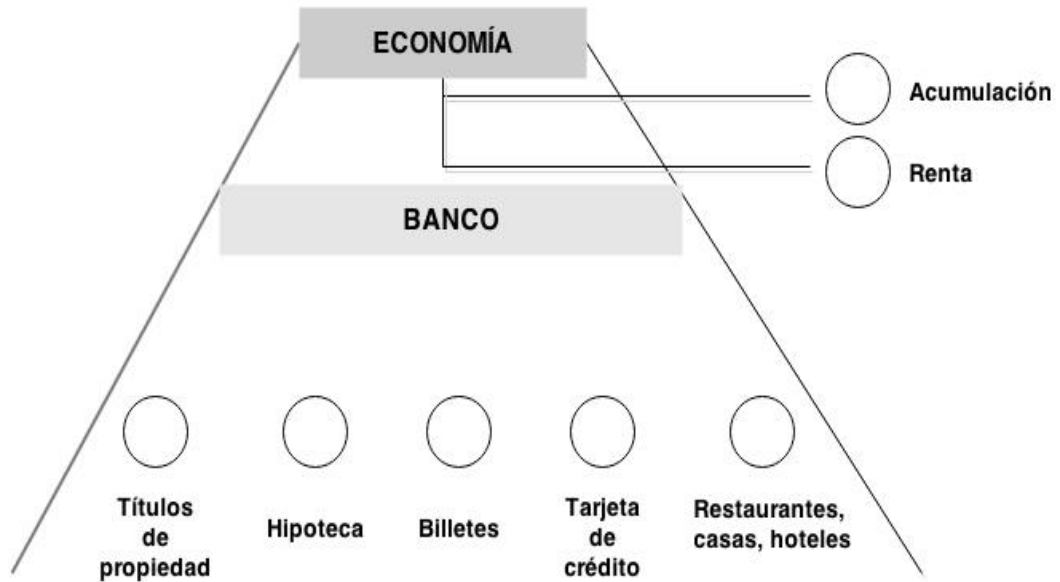 ECONOMÍA
Acumulación
Renta
BANCO
Títulos
de
propiedad
Hipoteca
Billetes
Tarjeta
de
crédito
Restaurantes,
casas, hoteles